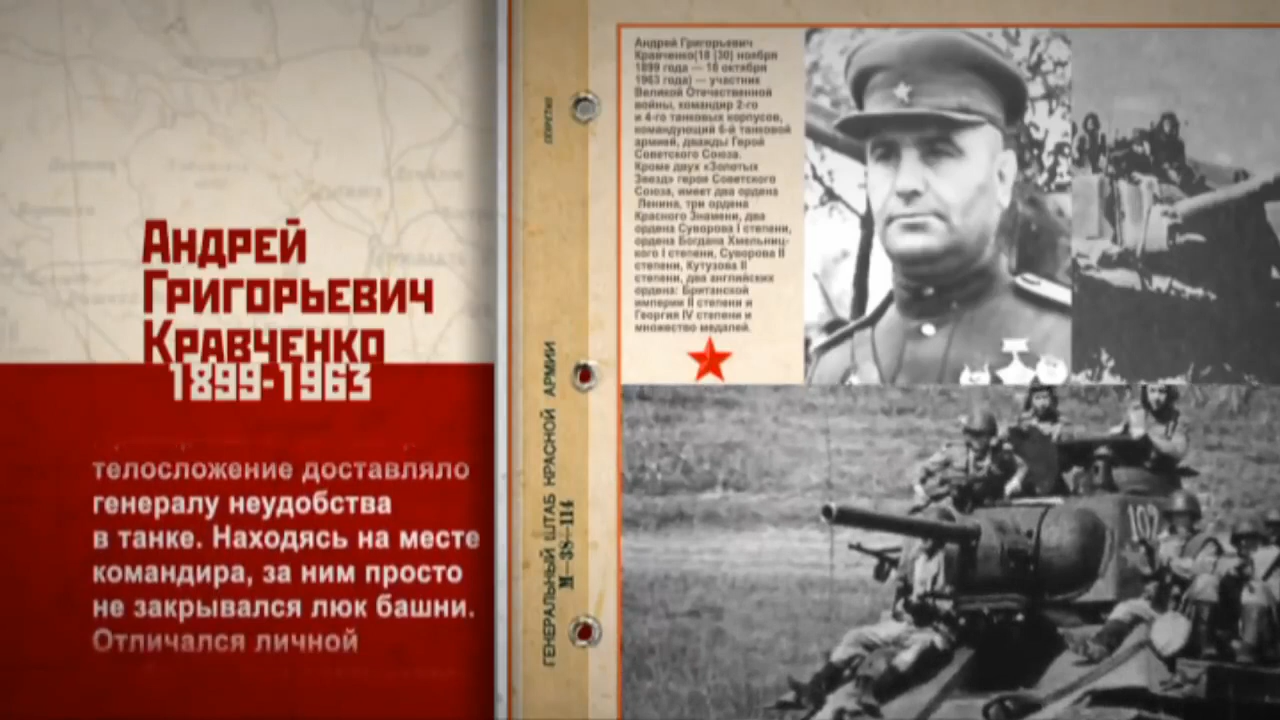 Андрей
Григорьевич
Кравченко
1899-1963
телосложение доставляло
генералу неудобства
в танке. Находясь на месте
командира, за ним просто
не закрывался люк башни.
Отличался личной
ГЕНЕРАЛЬНЫЙ ШТАБ КРАСНОЙ АРМИИ
М—38—114
Андрей Григорьевич
Кравченко(18 [30) ноября
1899 года — 18 октября
1963 года) — участник
Великой Отечественной
войны, командир 2-го
и 4-го танковых корпусов,
командующий 6-й танковой
армией, дважды Герой
Советского Союза.
Кроме двух «Золотых
Звезд» героя Советского
Союза, имеет два ордена
Ленина, три ордена
Красного Знамени, два
ордена Суворова I степени,
ордена Богдана Хмельниц-
кого I степени, Суворова II
степени, Кутузова II
степени, два английских
ордена: Британской
империи II степени и
Георгия IV степени и
множество медалей.
102